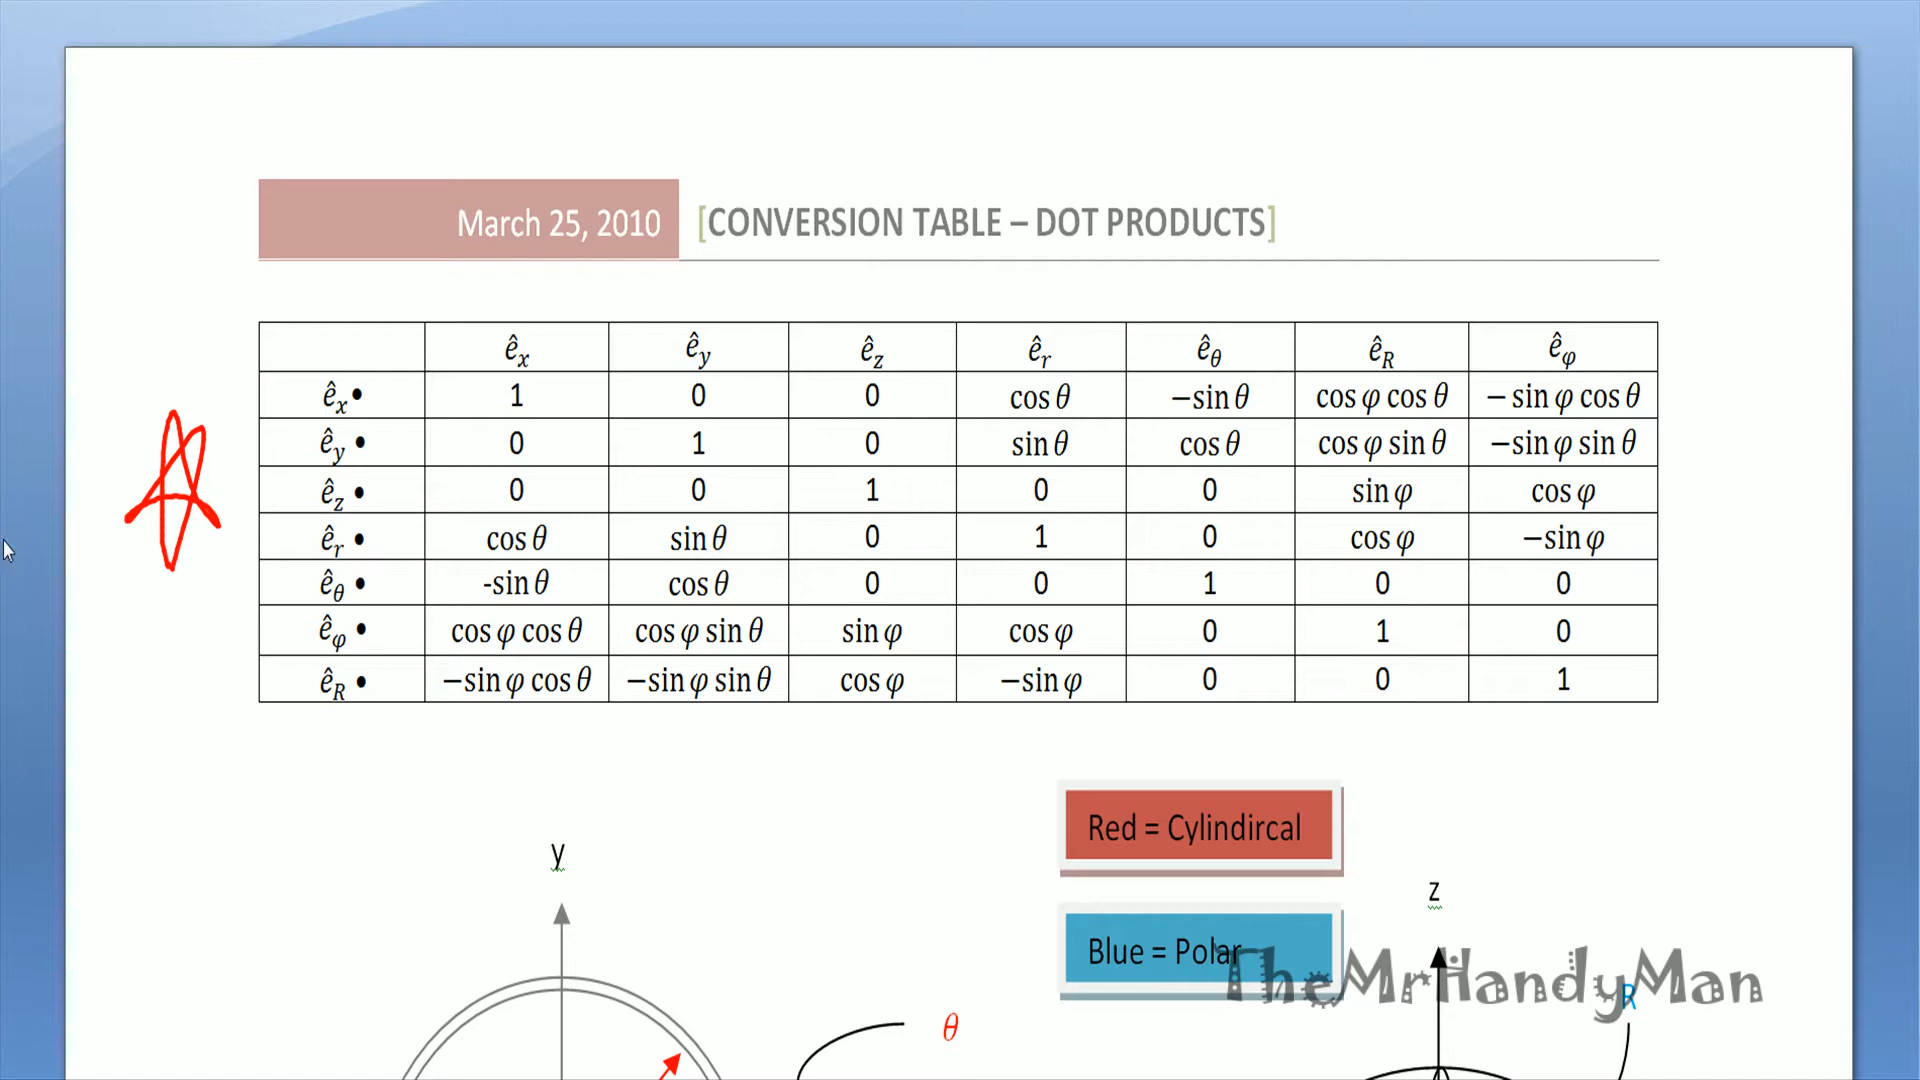 March 25, 2010 [CONVERSION TABLE – DOT PRODUCTS]
ê_x ê_y ê_z ê_r ê_θ ê_R ê_φ
ê_x • 1 0 0 cos θ −sin θ cos φ cos θ − sin φ cos θ
ê_y • 0 1 0 sin θ cos θ cos φ sin θ −sin φ sin θ
ê_z • 0 0 1 0 0 sin φ cos φ
ê_r • cos θ sin θ 0 1 0 cos φ −sin φ
ê_θ • -sin θ cos θ 0 0 1 0 0
ê_φ • cos φ cos θ cos φ sin θ sin φ cos φ 0 1 0
ê_R • −sin φ cos θ −sin φ sin θ cos φ −sin φ 0 0 1
Red = Cylindircal
y
z
Blue = Polar
TheMrHandyMan
R
θ